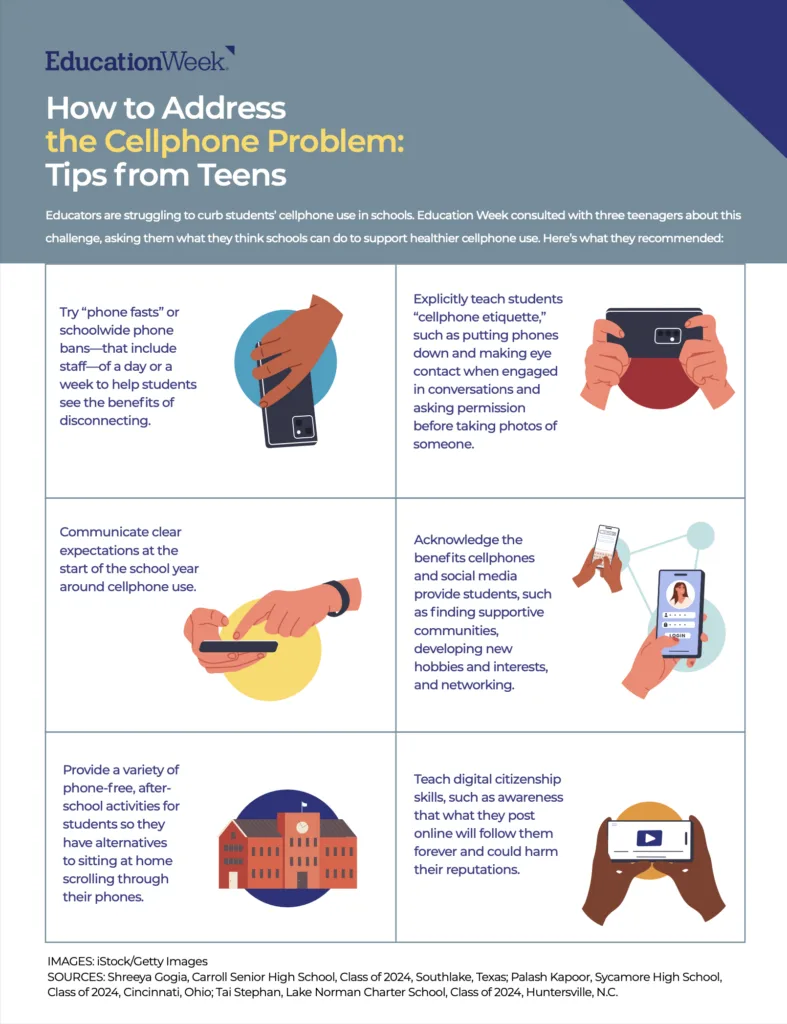 EducationWeek.
How to Address
the Cellphone Problem:
Tips from Teens
Educators are struggling to curb students' cellphone use in schools. Education Week consulted with three teenagers about this
challenge, asking them what they think schools can do to support healthier cellphone use. Here's what they recommended:
Try “phone fasts” or
schoolwide phone
bans—that include
staff—of a day or a
week to help students
see the benefits of
disconnecting.
Explicitly teach students
“cellphone etiquette,”
such as putting phones
down and making eye
contact when engaged
in conversations and
asking permission
before taking photos of
someone.
Communicate clear
expectations at the
start of the school year
around cellphone use.
Acknowledge the
benefits cellphones
and social media
provide students, such
as finding supportive
communities,
developing new
hobbies and interests,
and networking.
LOGIN
Provide a variety of
phone-free, after-
school activities for
students so they
have alternatives
to sitting at home
scrolling through
their phones.
Teach digital citizenship
skills, such as awareness
that what they post
online will follow them
forever and could harm
their reputations.
IMAGES: iStock/Getty Images
SOURCES: Shreeya Gogia, Carroll Senior High School, Class of 2024, Southlake, Texas; Palash Kapoor, Sycamore High School,
Class of 2024, Cincinnati, Ohio; Tai Stephan, Lake Norman Charter School, Class of 2024, Huntersville, N.C.